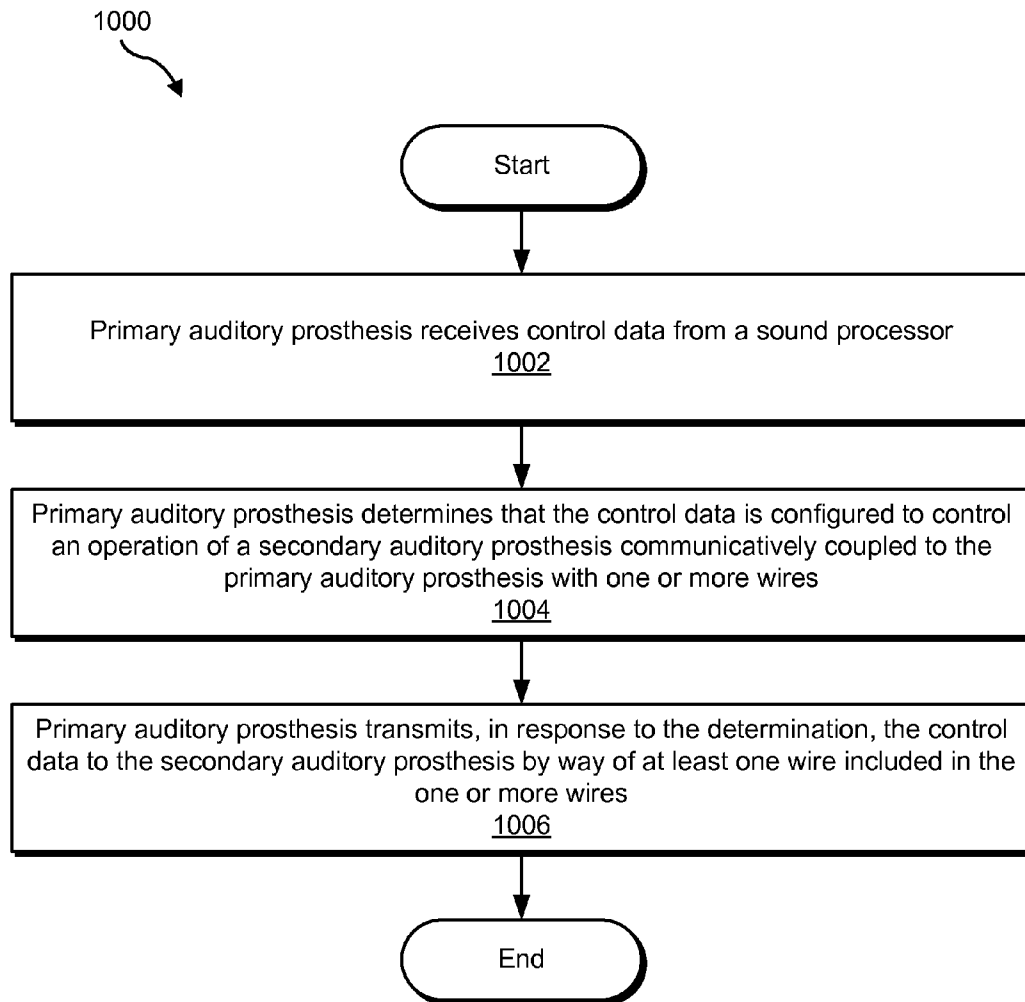 1000
Start
Primary auditory prosthesis receives control data from a sound processor
1002
Primary auditory prosthesis determines that the control data is configured to control
an operation of a secondary auditory prosthesis communicatively coupled to the
primary auditory prosthesis with one or more wires
1004
Primary auditory prosthesis transmits, in response to the determination, the control
data to the secondary auditory prosthesis by way of at least one wire included in the
one or more wires
1006
End